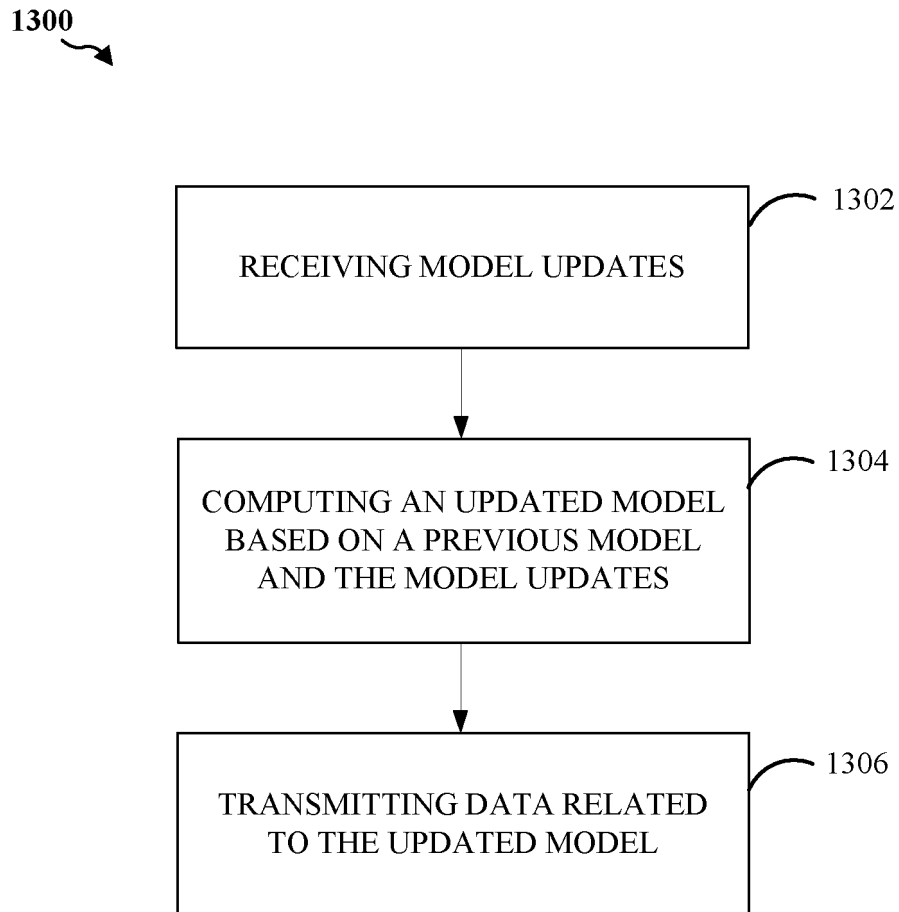 1300
1302
RECEIVING MODEL UPDATES
1304
COMPUTING AN UPDATED MODEL
BASED ON A PREVIOUS MODEL
AND THE MODEL UPDATES
1306
TRANSMITTING DATA RELATED
TO THE UPDATED MODEL